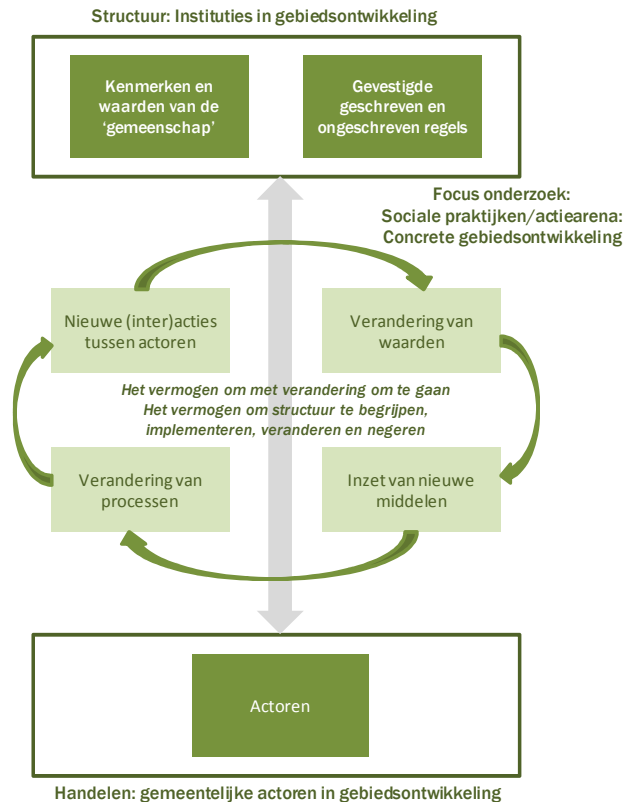 Structuur: Instituties in gebiedsontwikkeling
Kenmerken en
waarden van de
‘gemeenschap’
Gevestigde
geschreven en
ongeschreven regels
Focus onderzoek:
Sociale praktijken/actiearena:
Concrete gebiedsontwikkeling
Nieuwe (inter)acties
tussen actoren
Verandering van
waarden
Het vermogen om met verandering om te gaan
Het vermogen om structuur te begrijpen,
implementeren, veranderen en negeren
Verandering van
processen
Inzet van nieuwe
middelen
Actoren
Handelen: gemeentelijke actoren in gebiedsontwikkeling